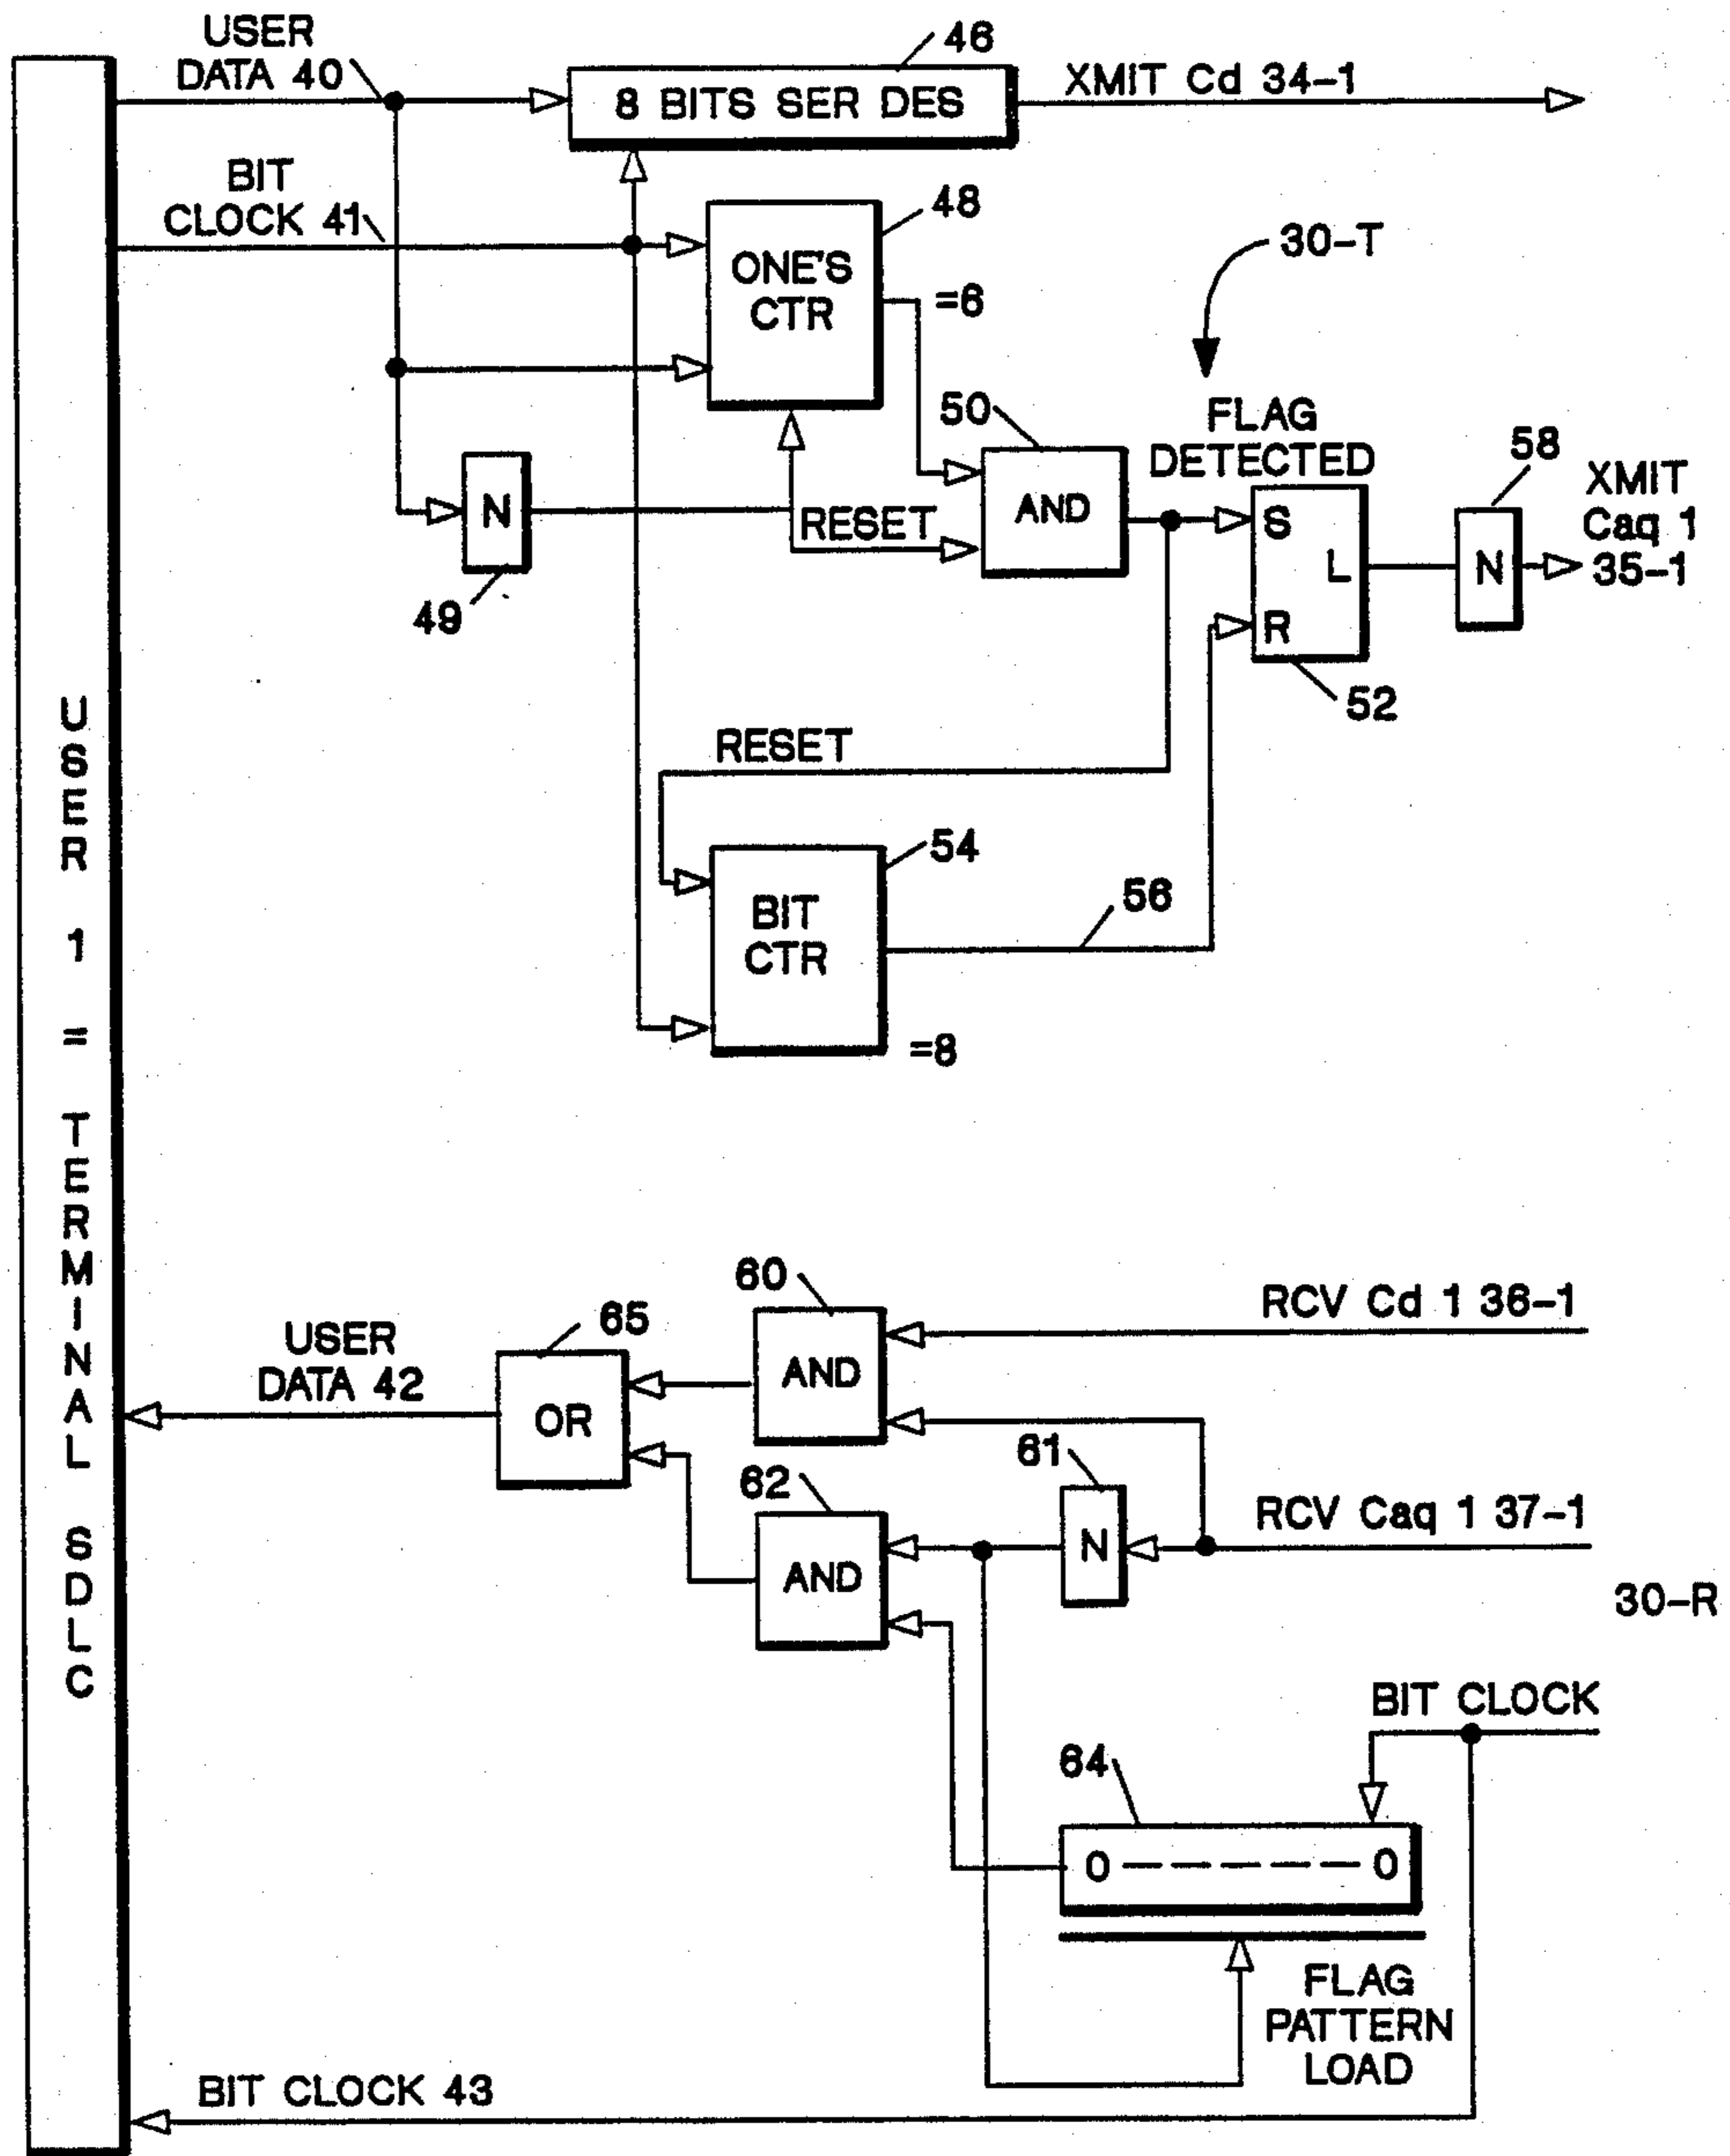 USER
DATA 40
46
8 BITS SER DES
XMIT Cd 34-1
BIT
CLOCK 41
48
ONE'S
CTR
=6
30-T
50
AND
FLAG
DETECTED
58
XMIT
Caq 1
35-1
N
49
RESET
S
L
R
N
52
RESET
54
BIT
CTR
56
=8
USER 1 = TERMINAL SDLC
60
AND
RCV Cd 1 36-1
65
OR
USER
DATA 42
61
N
62
AND
RCV Caq 1 37-1
30-R
BIT CLOCK
64
0 ------ 0
FLAG
PATTERN
LOAD
BIT CLOCK 43